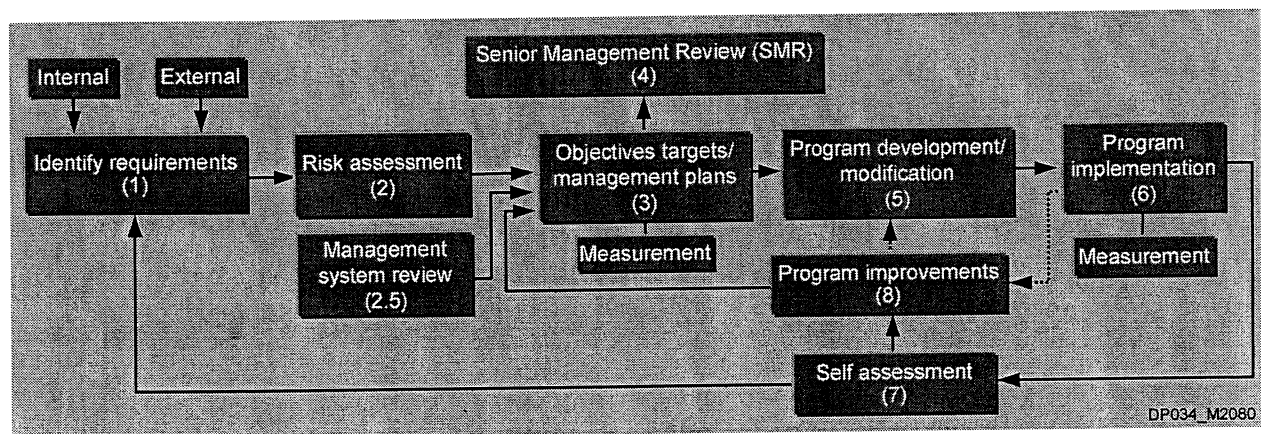 Senior Management Review (SMR)
(4)
Internal
External
Identify requirements
(1)
Risk assessment
(2)
Objectives targets/
management plans
(3)
Program development/
modification
(5)
Program
implementation
(6)
Management
system review
(2.5)
Measurement
Program improvements
(8)
Measurement
Self assessment
(7)
DP034_M2080